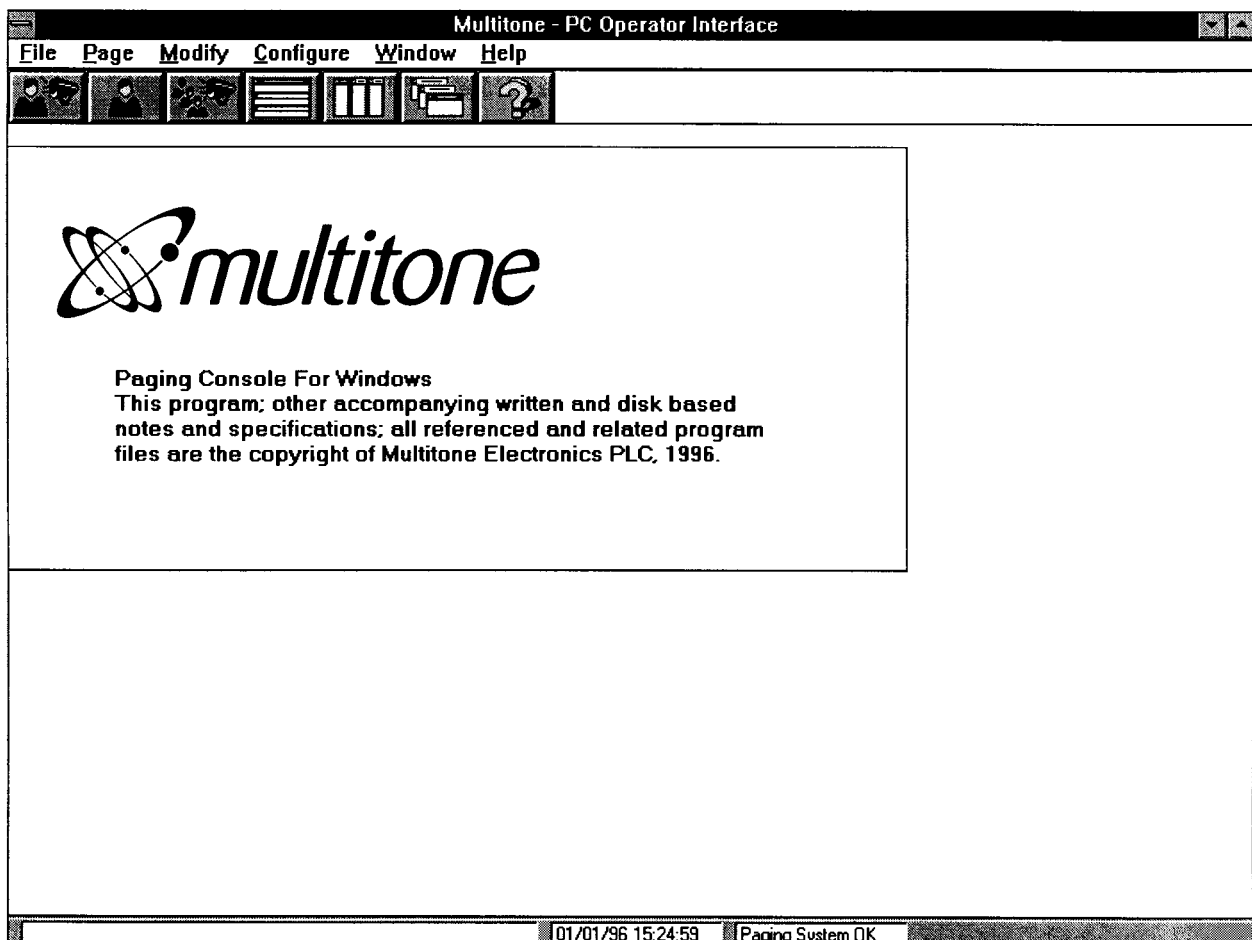 Multitone - PC Operator Interface
File Page Modify Configure Window Help
multitone
Paging Console For Windows
This program; other accompanying written and disk based
notes and specifications; all referenced and related program
files are the copyright of Multitone Electronics PLC, 1996.
01/01/96 15:24:59 Paging System OK